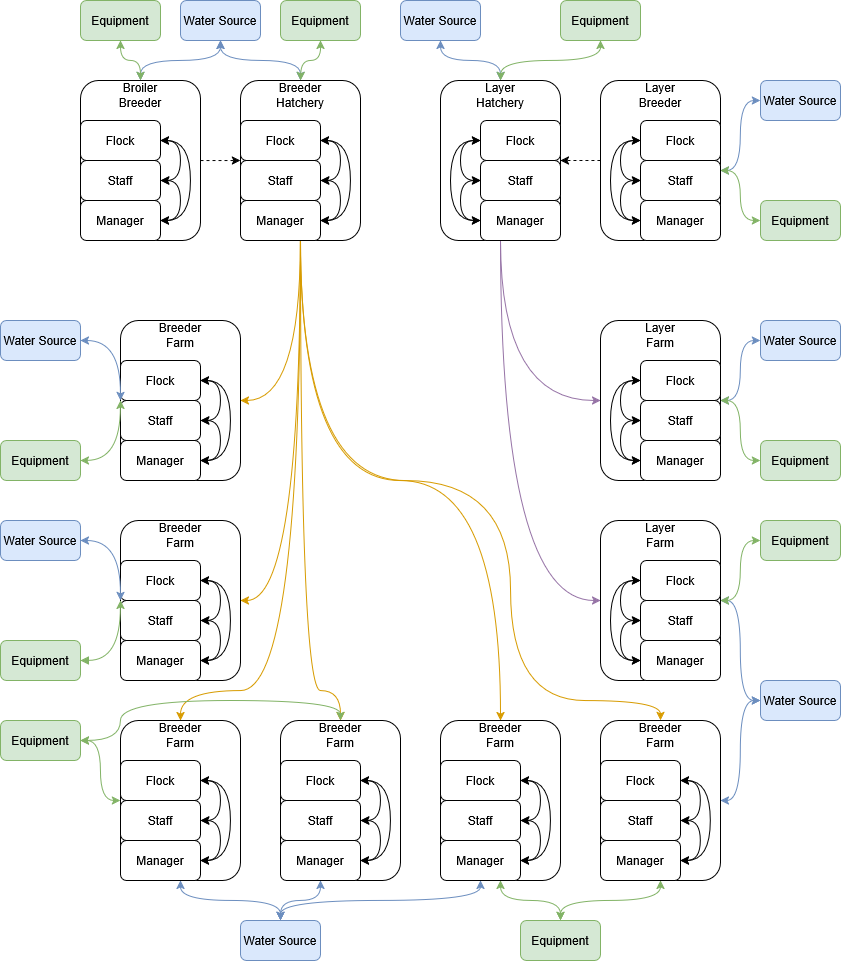 Equipment
Water Source
Equipment
Water Source
Equipment
Broiler
Breeder
Flock
Staff
Manager
Breeder
Hatchery
Flock
Staff
Manager
Layer
Hatchery
Flock
Staff
Manager
Layer
Breeder
Flock
Staff
Manager
Water Source
Equipment
Water Source
Equipment
Breeder
Farm
Flock
Staff
Manager
Layer
Farm
Flock
Staff
Manager
Water Source
Equipment
Water Source
Equipment
Breeder
Farm
Flock
Staff
Manager
Layer
Farm
Flock
Staff
Manager
Equipment
Water Source
Equipment
Breeder
Farm
Flock
Staff
Manager
Breeder
Farm
Flock
Staff
Manager
Breeder
Farm
Flock
Staff
Manager
Breeder
Farm
Flock
Staff
Manager
Water Source
Equipment